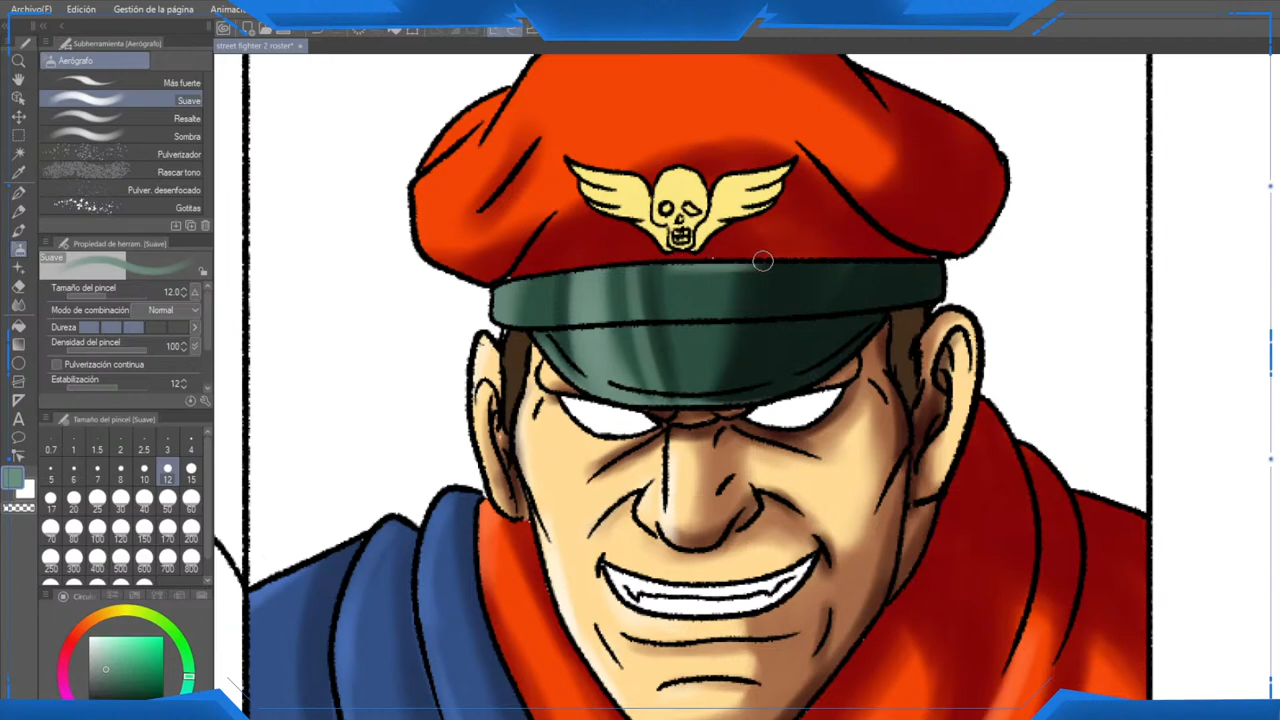 Archivo(F) Edición Gestión de la página Animació
Subherramienta [Aerógrafo]
street fighter 2 roster*
Aerógrafo
Más fuerte
Suave
Resalte
Sombra
Pulverizador
Rascar tono
Pulver. desenfocado
Gotitas
Propiedad de herram. [Suave]
Suave
Tamaño del pincel 12.0
Modo de combinación Normal
Dureza
Densidad del pincel 100
Pulverización continua
Estabilización 12
Tamaño del pincel [Suave]
0.7 1 1.5 2 2.5 3 4
5 6 7 8 10 12 15
17 20 25 30 40 50 60
70 80 100 120 150 170 200
250 300 400 500 600 700 800
Círcu